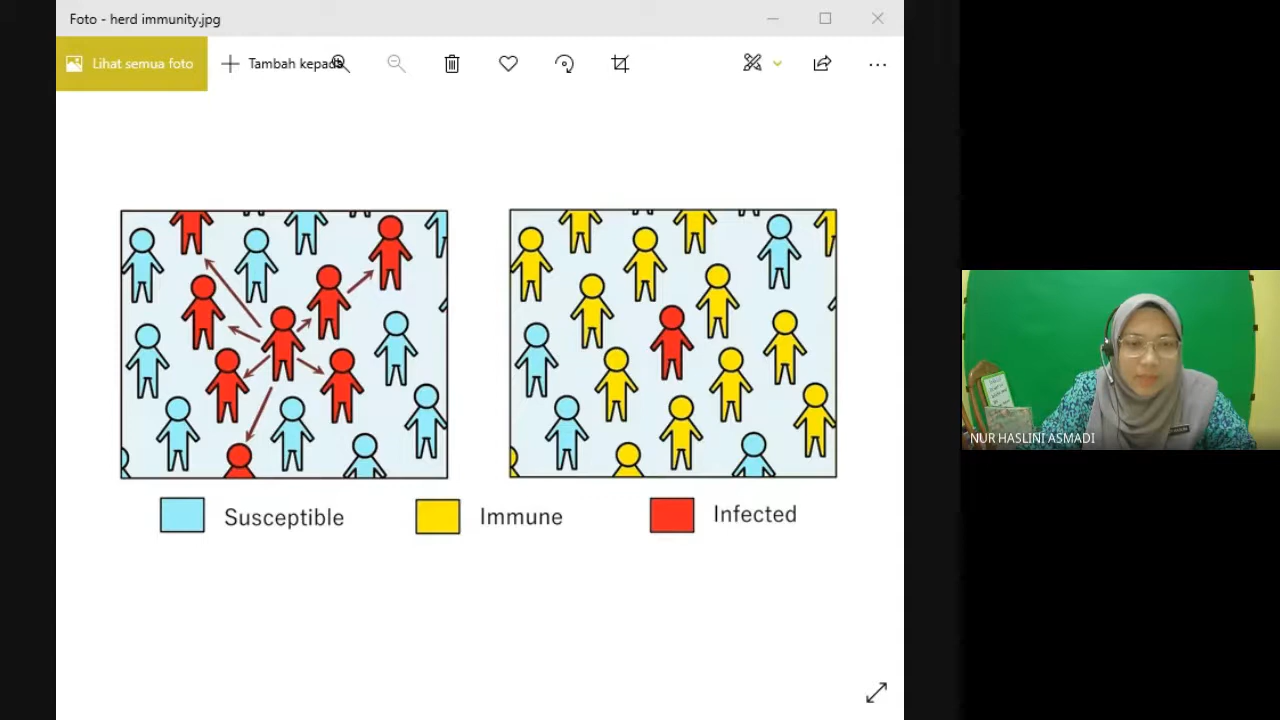 Foto - herd immunity.jpg
Lihat semua foto
Tambah kepada
Susceptible
Immune
Infected
NUR HASLINI ASMADI